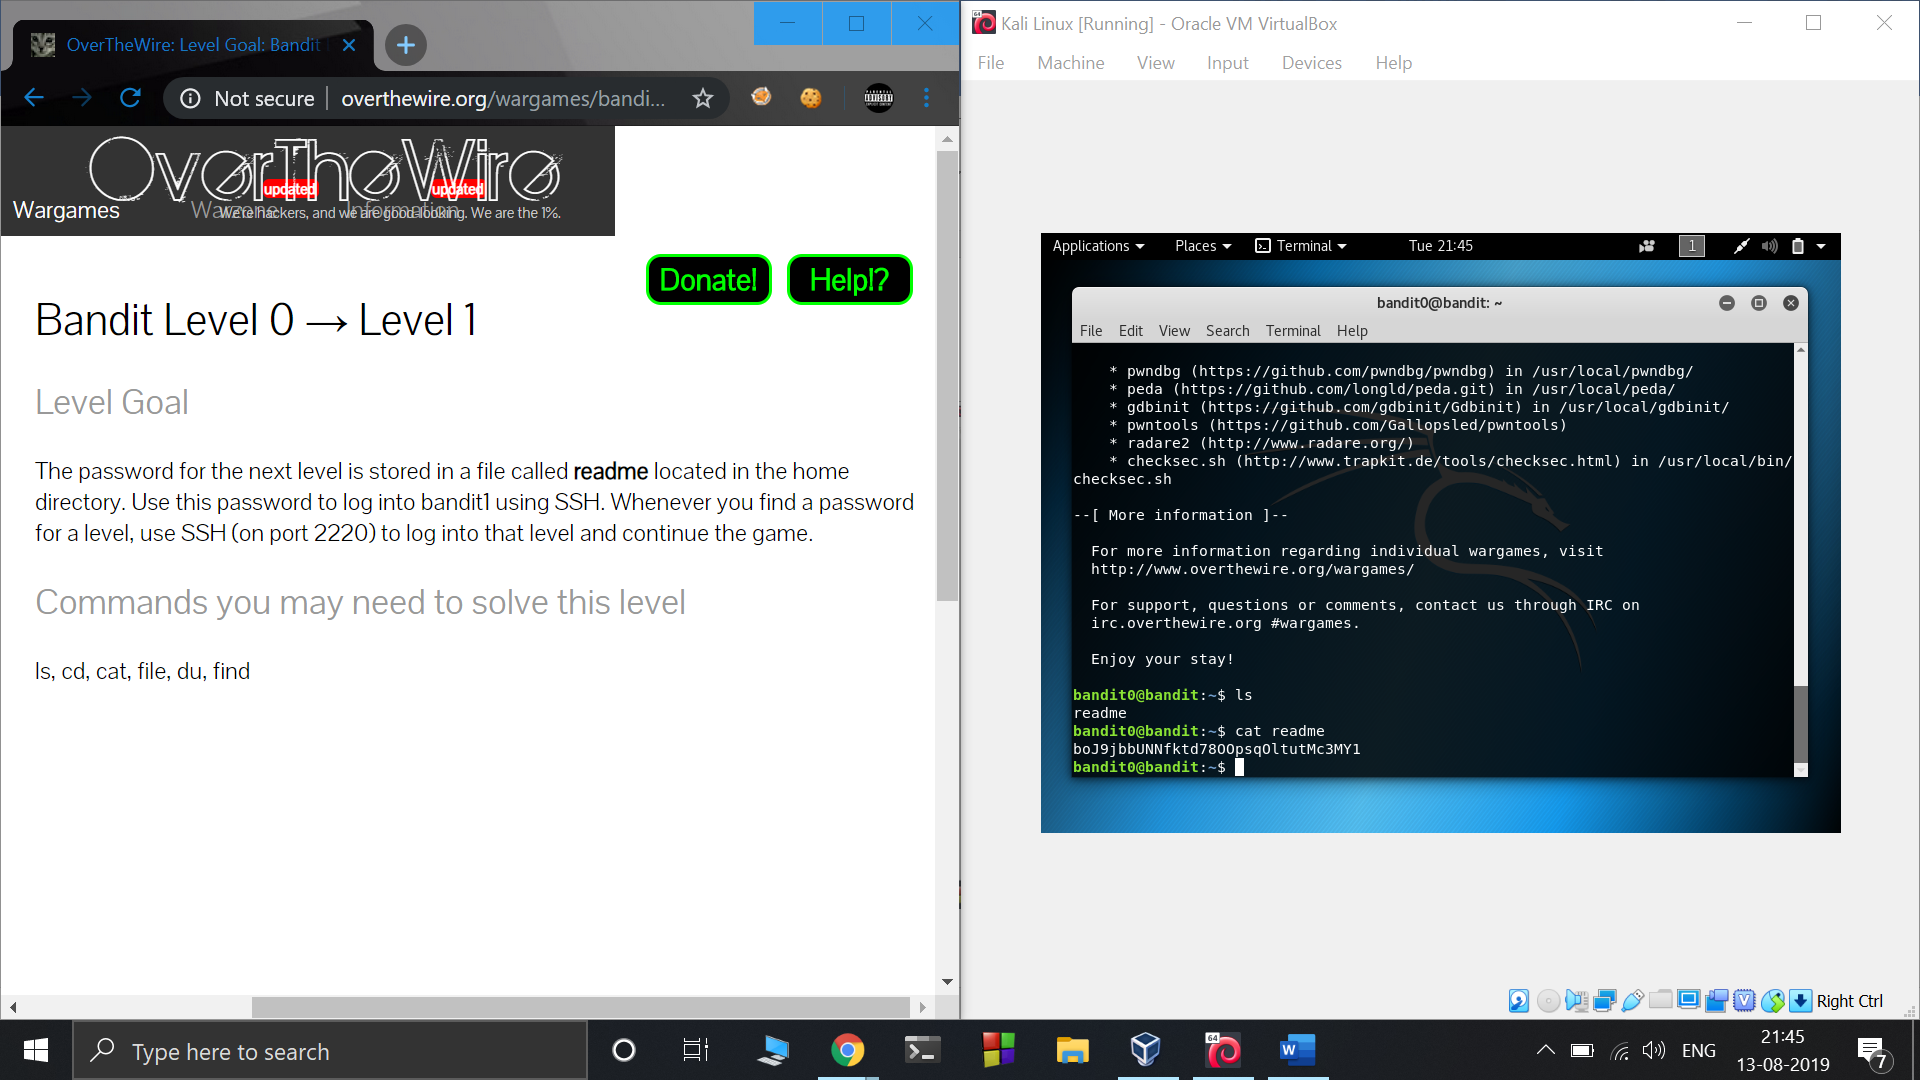 OverTheWire: Level Goal: Bandit
Not secure
overthewire.org/wargames/bandi...
OverTheWire
updated
updated
Wargames
Warzone
Information
We're hackers, and we are good-looking. We are the 1%.
Donate!
Help!?
Bandit Level 0 → Level 1
Level Goal
The password for the next level is stored in a file called readme located in the home
directory. Use this password to log into bandit1 using SSH. Whenever you find a password
for a level, use SSH (on port 2220) to log into that level and continue the game.
Commands you may need to solve this level
ls, cd, cat, file, du, find
64
Kali Linux [Running] - Oracle VM VirtualBox
File Machine View Input Devices Help
Applications Places Terminal Tue 21:45 1
bandit0@bandit: ~
File Edit View Search Terminal Help
* pwndbg (https://github.com/pwndbg/pwndbg) in /usr/local/pwndbg/
* peda (https://github.com/longld/peda.git) in /usr/local/peda/
* gdbinit (https://github.com/gdbinit/Gdbinit) in /usr/local/gdbinit/
* pwntools (https://github.com/Gallopsled/pwntools)
* radare2 (http://www.radare.org/)
* checksec.sh (http://www.trapkit.de/tools/checksec.html) in /usr/local/bin/
checksec.sh
--[ More information ]--
For more information regarding individual wargames, visit
http://www.overthewire.org/wargames/
For support, questions or comments, contact us through IRC on
irc.overthewire.org #wargames.
Enjoy your stay!
bandit0@bandit:~$ ls
readme
bandit0@bandit:~$ cat readme
boJ9jbbUNNfktd78OOpsqOltutMc3MY1
bandit0@bandit:~$
Right Ctrl
Type here to search
64
ENG
21:45
13-08-2019
7